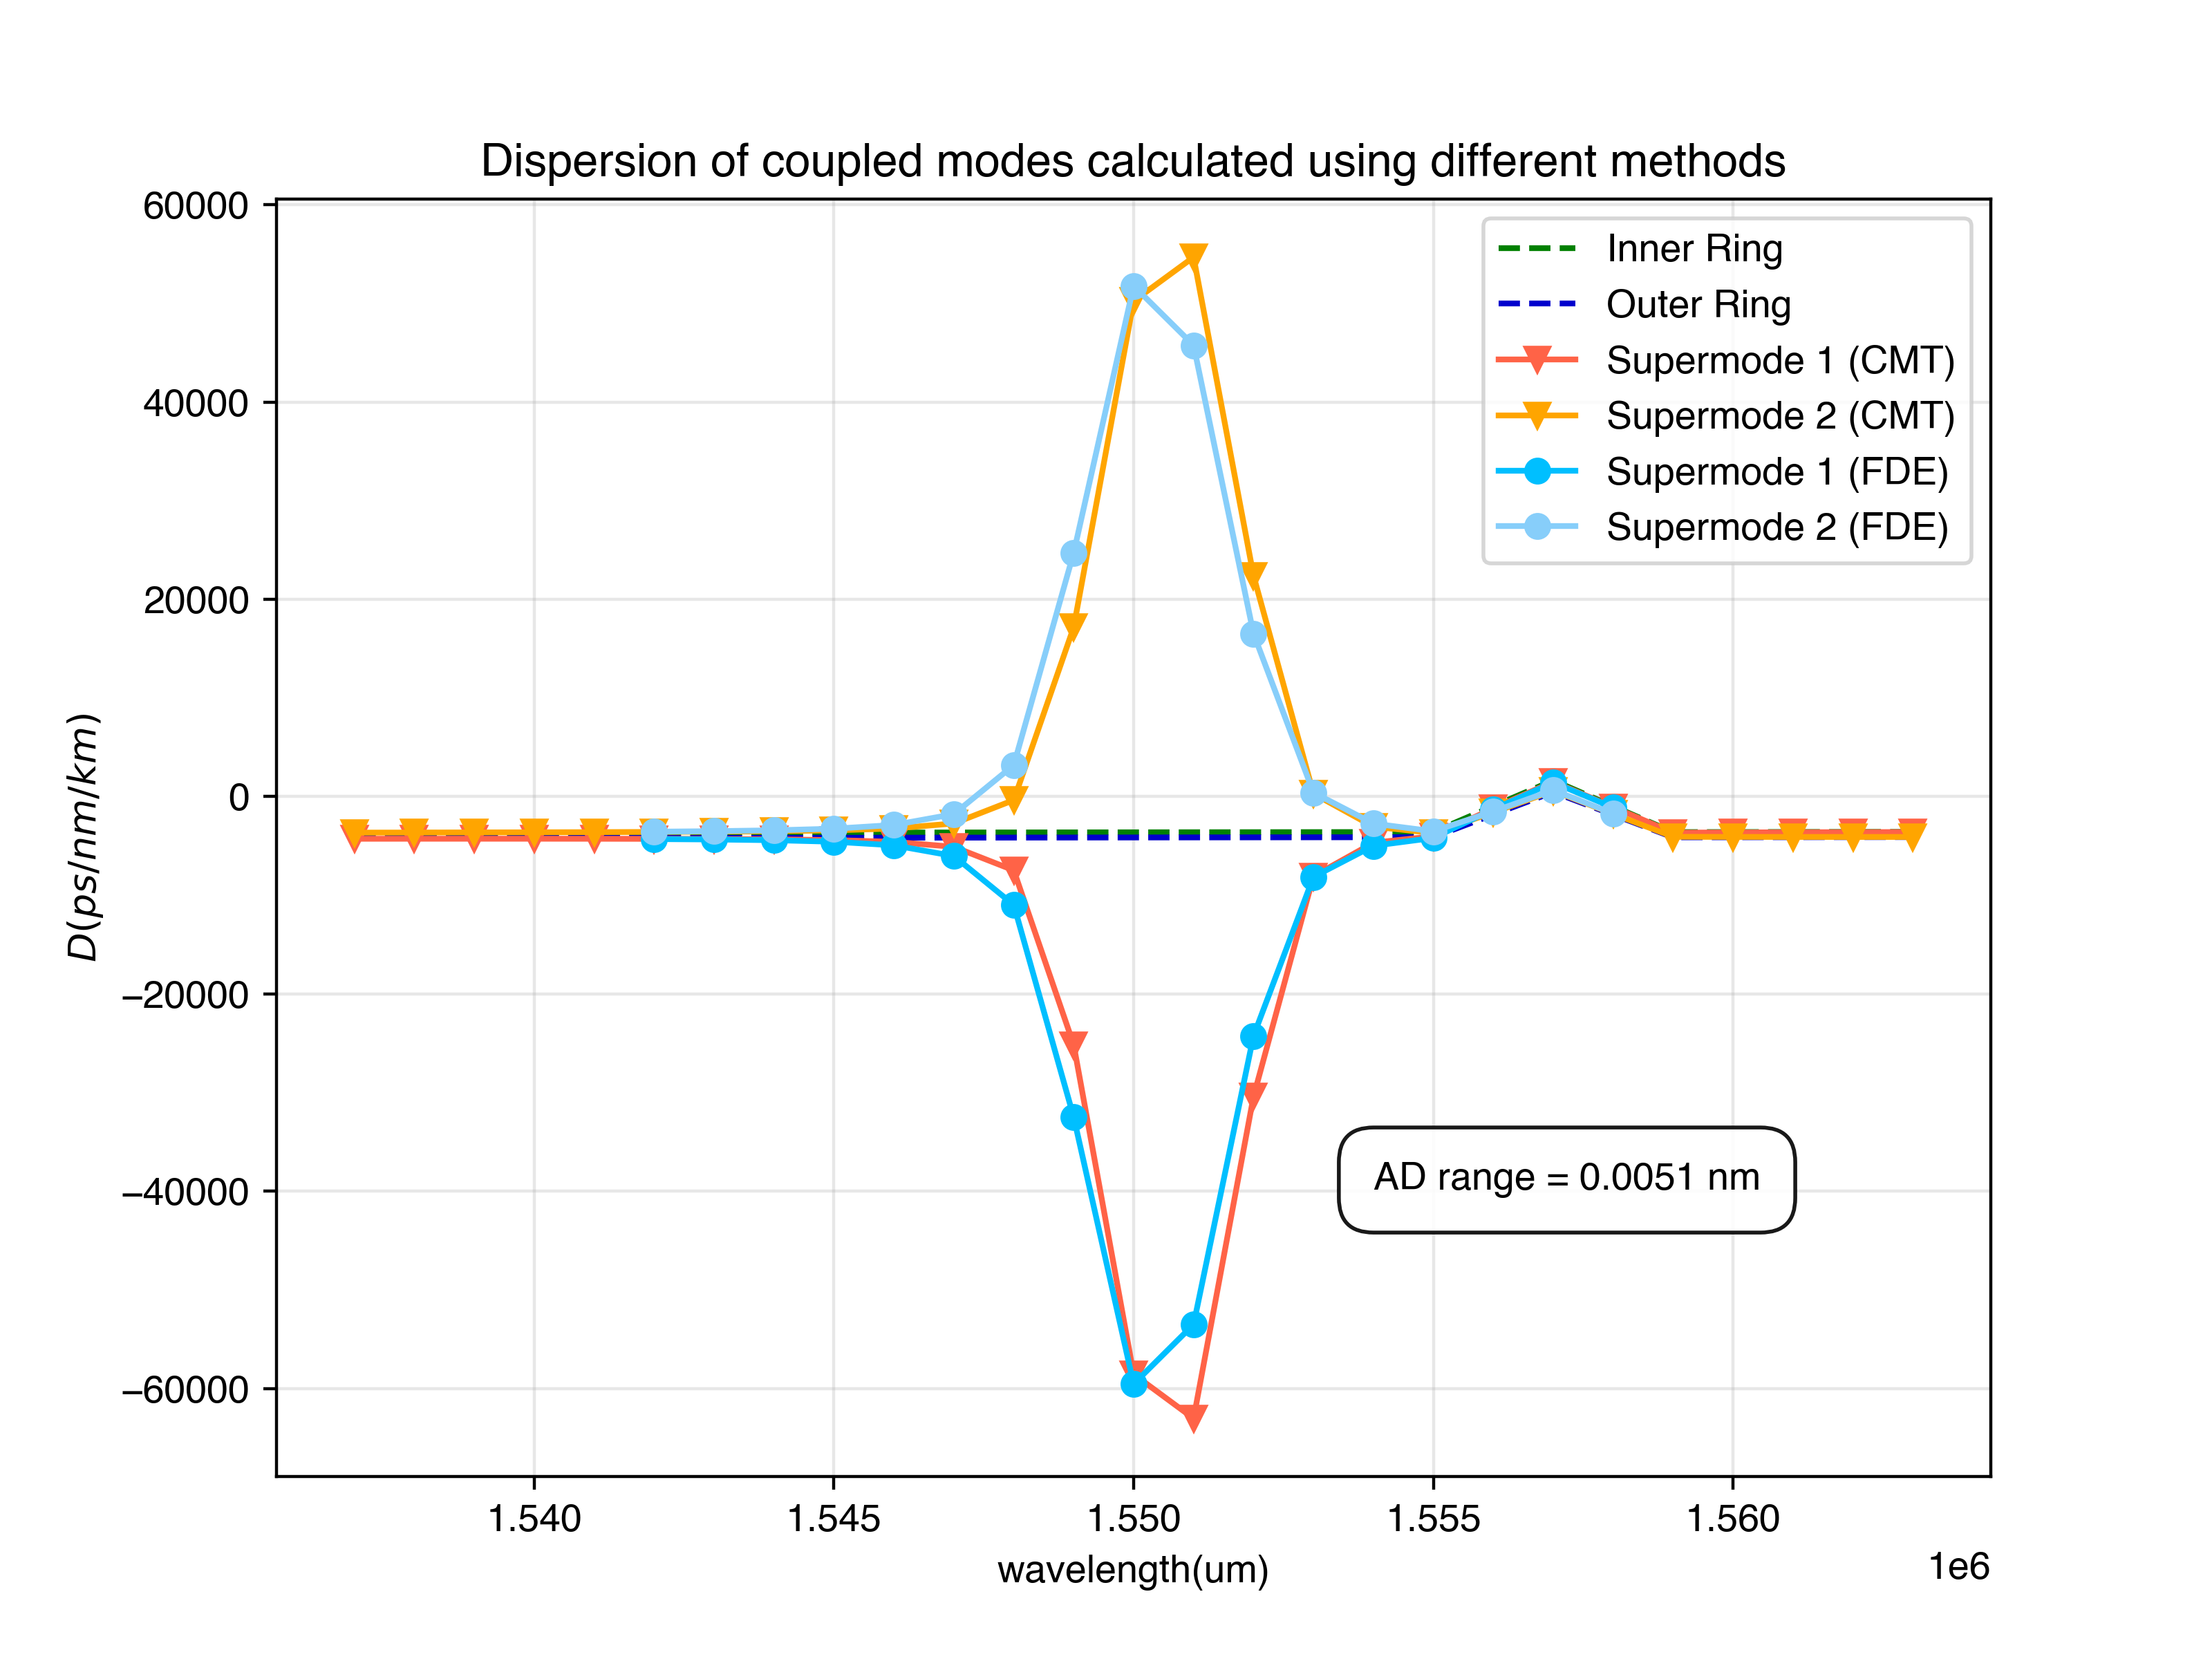 Dispersion of coupled modes calculated using different methods
60000
40000
20000
0
−20000
−40000
−60000
D(ps/nm/km)
Inner Ring
Outer Ring
Supermode 1 (CMT)
Supermode 2 (CMT)
Supermode 1 (FDE)
Supermode 2 (FDE)
AD range = 0.0051 nm
1.540 1.545 1.550 1.555 1.560
wavelength(um)
1e6